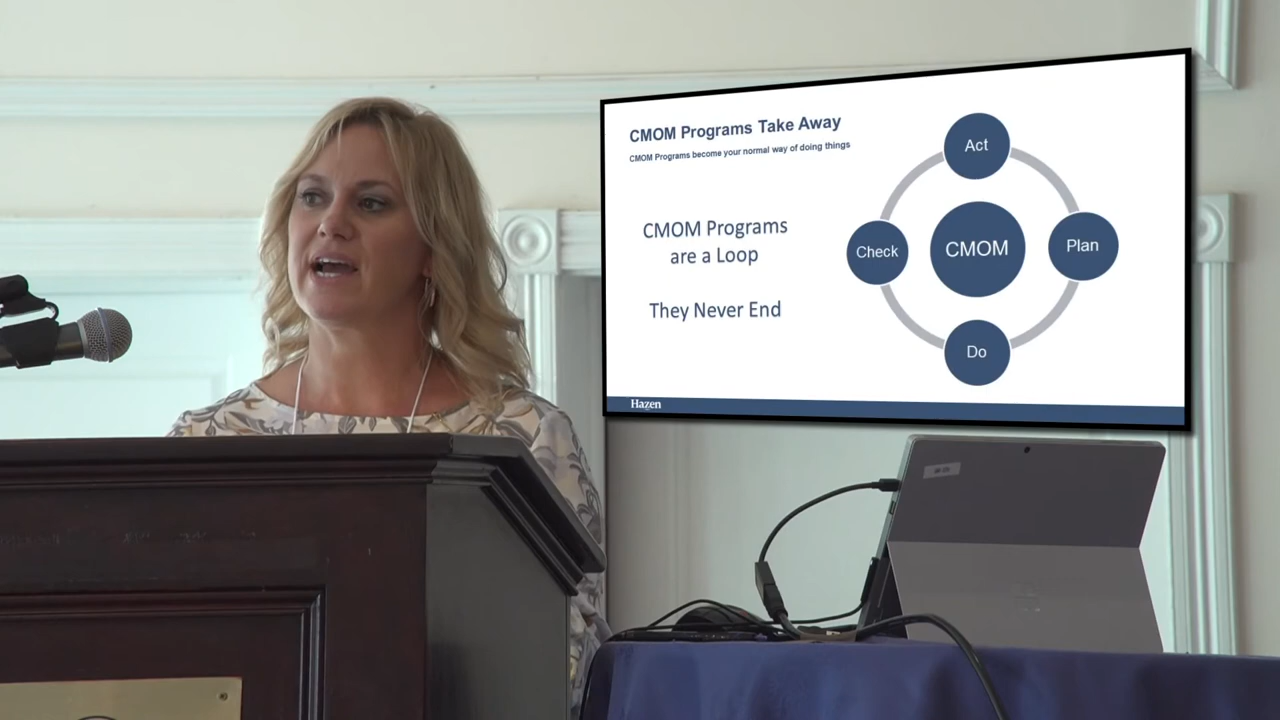 CMOM Programs Take Away
CMOM Programs become your normal way of doing things
CMOM Programs
are a Loop
They Never End
Act
Plan
Do
Check
CMOM
Hazen